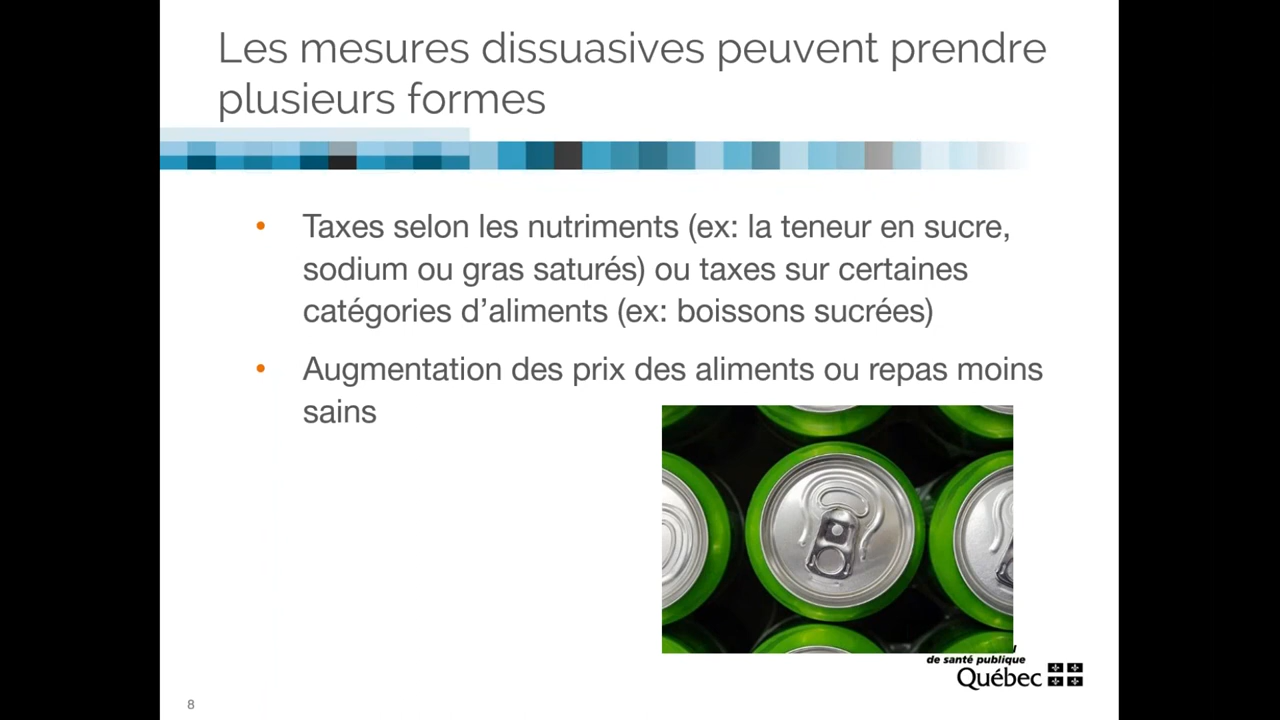 Les mesures dissuasives peuvent prendre
plusieurs formes
• Taxes selon les nutriments (ex: la teneur en sucre,
sodium ou gras saturés) ou taxes sur certaines
catégories d’aliments (ex: boissons sucrées)
• Augmentation des prix des aliments ou repas moins
sains
de santé publique
Québec
8